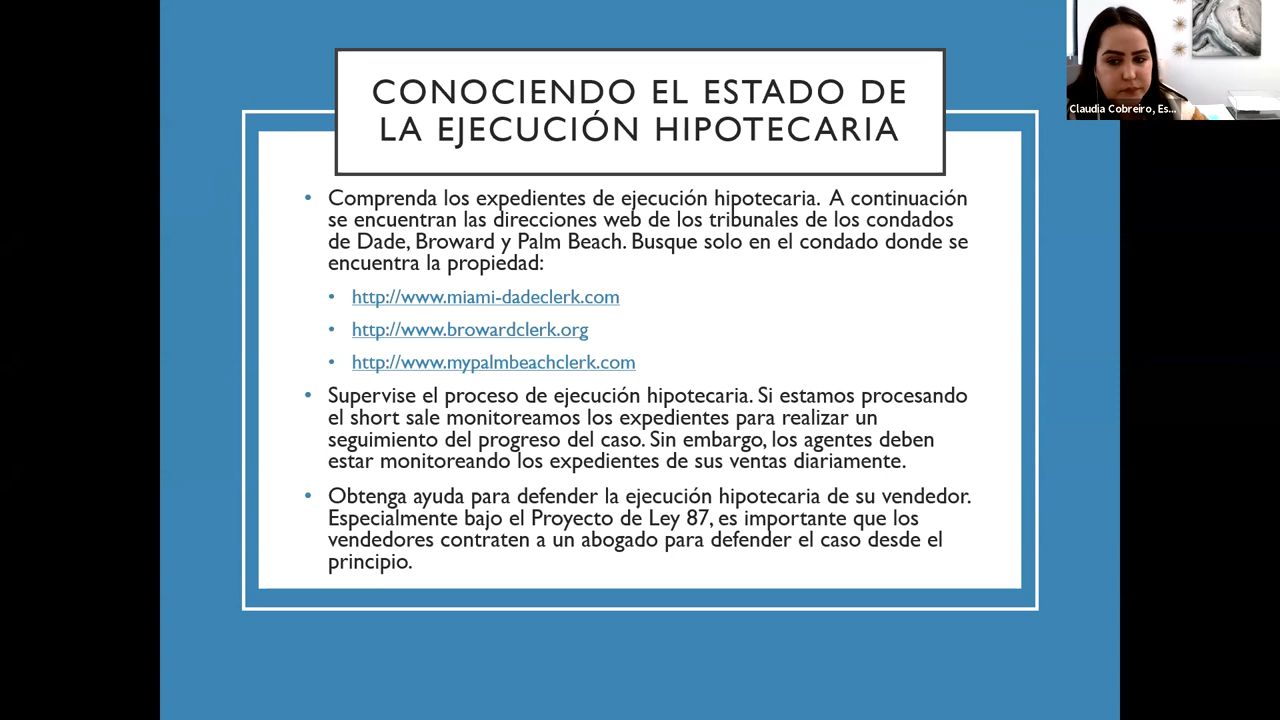 CONOCIENDO EL ESTADO DE
LA EJECUCIÓN HIPOTECARIA
• Comprenda los expedientes de ejecución hipotecaria. A continuación
se encuentran las direcciones web de los tribunales de los condados
de Dade, Broward y Palm Beach. Busque solo en el condado donde se
encuentra la propiedad:
• http://www.miami-dadeclerk.com
• http://www.browardclerk.org
• http://www.mypalmbeachclerk.com
• Supervise el proceso de ejecución hipotecaria. Si estamos procesando
el short sale monitoreamos los expedientes para realizar un
seguimiento del progreso del caso. Sin embargo, los agentes deben
estar monitoreando los expedientes de sus ventas diariamente.
• Obtenga ayuda para defender la ejecución hipotecaria de su vendedor.
Especialmente bajo el Proyecto de Ley 87, es importante que los
vendedores contraten a un abogado para defender el caso desde el
principio.
Claudia Cobreiro, Es...